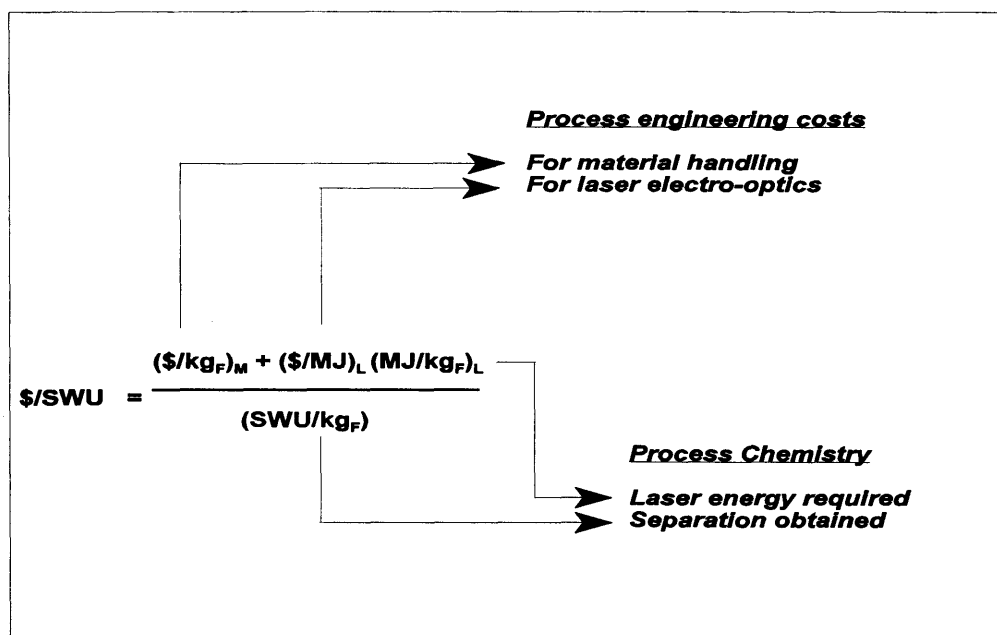 Process engineering costs
For material handling
For laser electro-optics
($/kgF)M + ($/MJ)L (MJ/kgF)L
$/SWU =
(SWU/kgF)
Process Chemistry
Laser energy required
Separation obtained